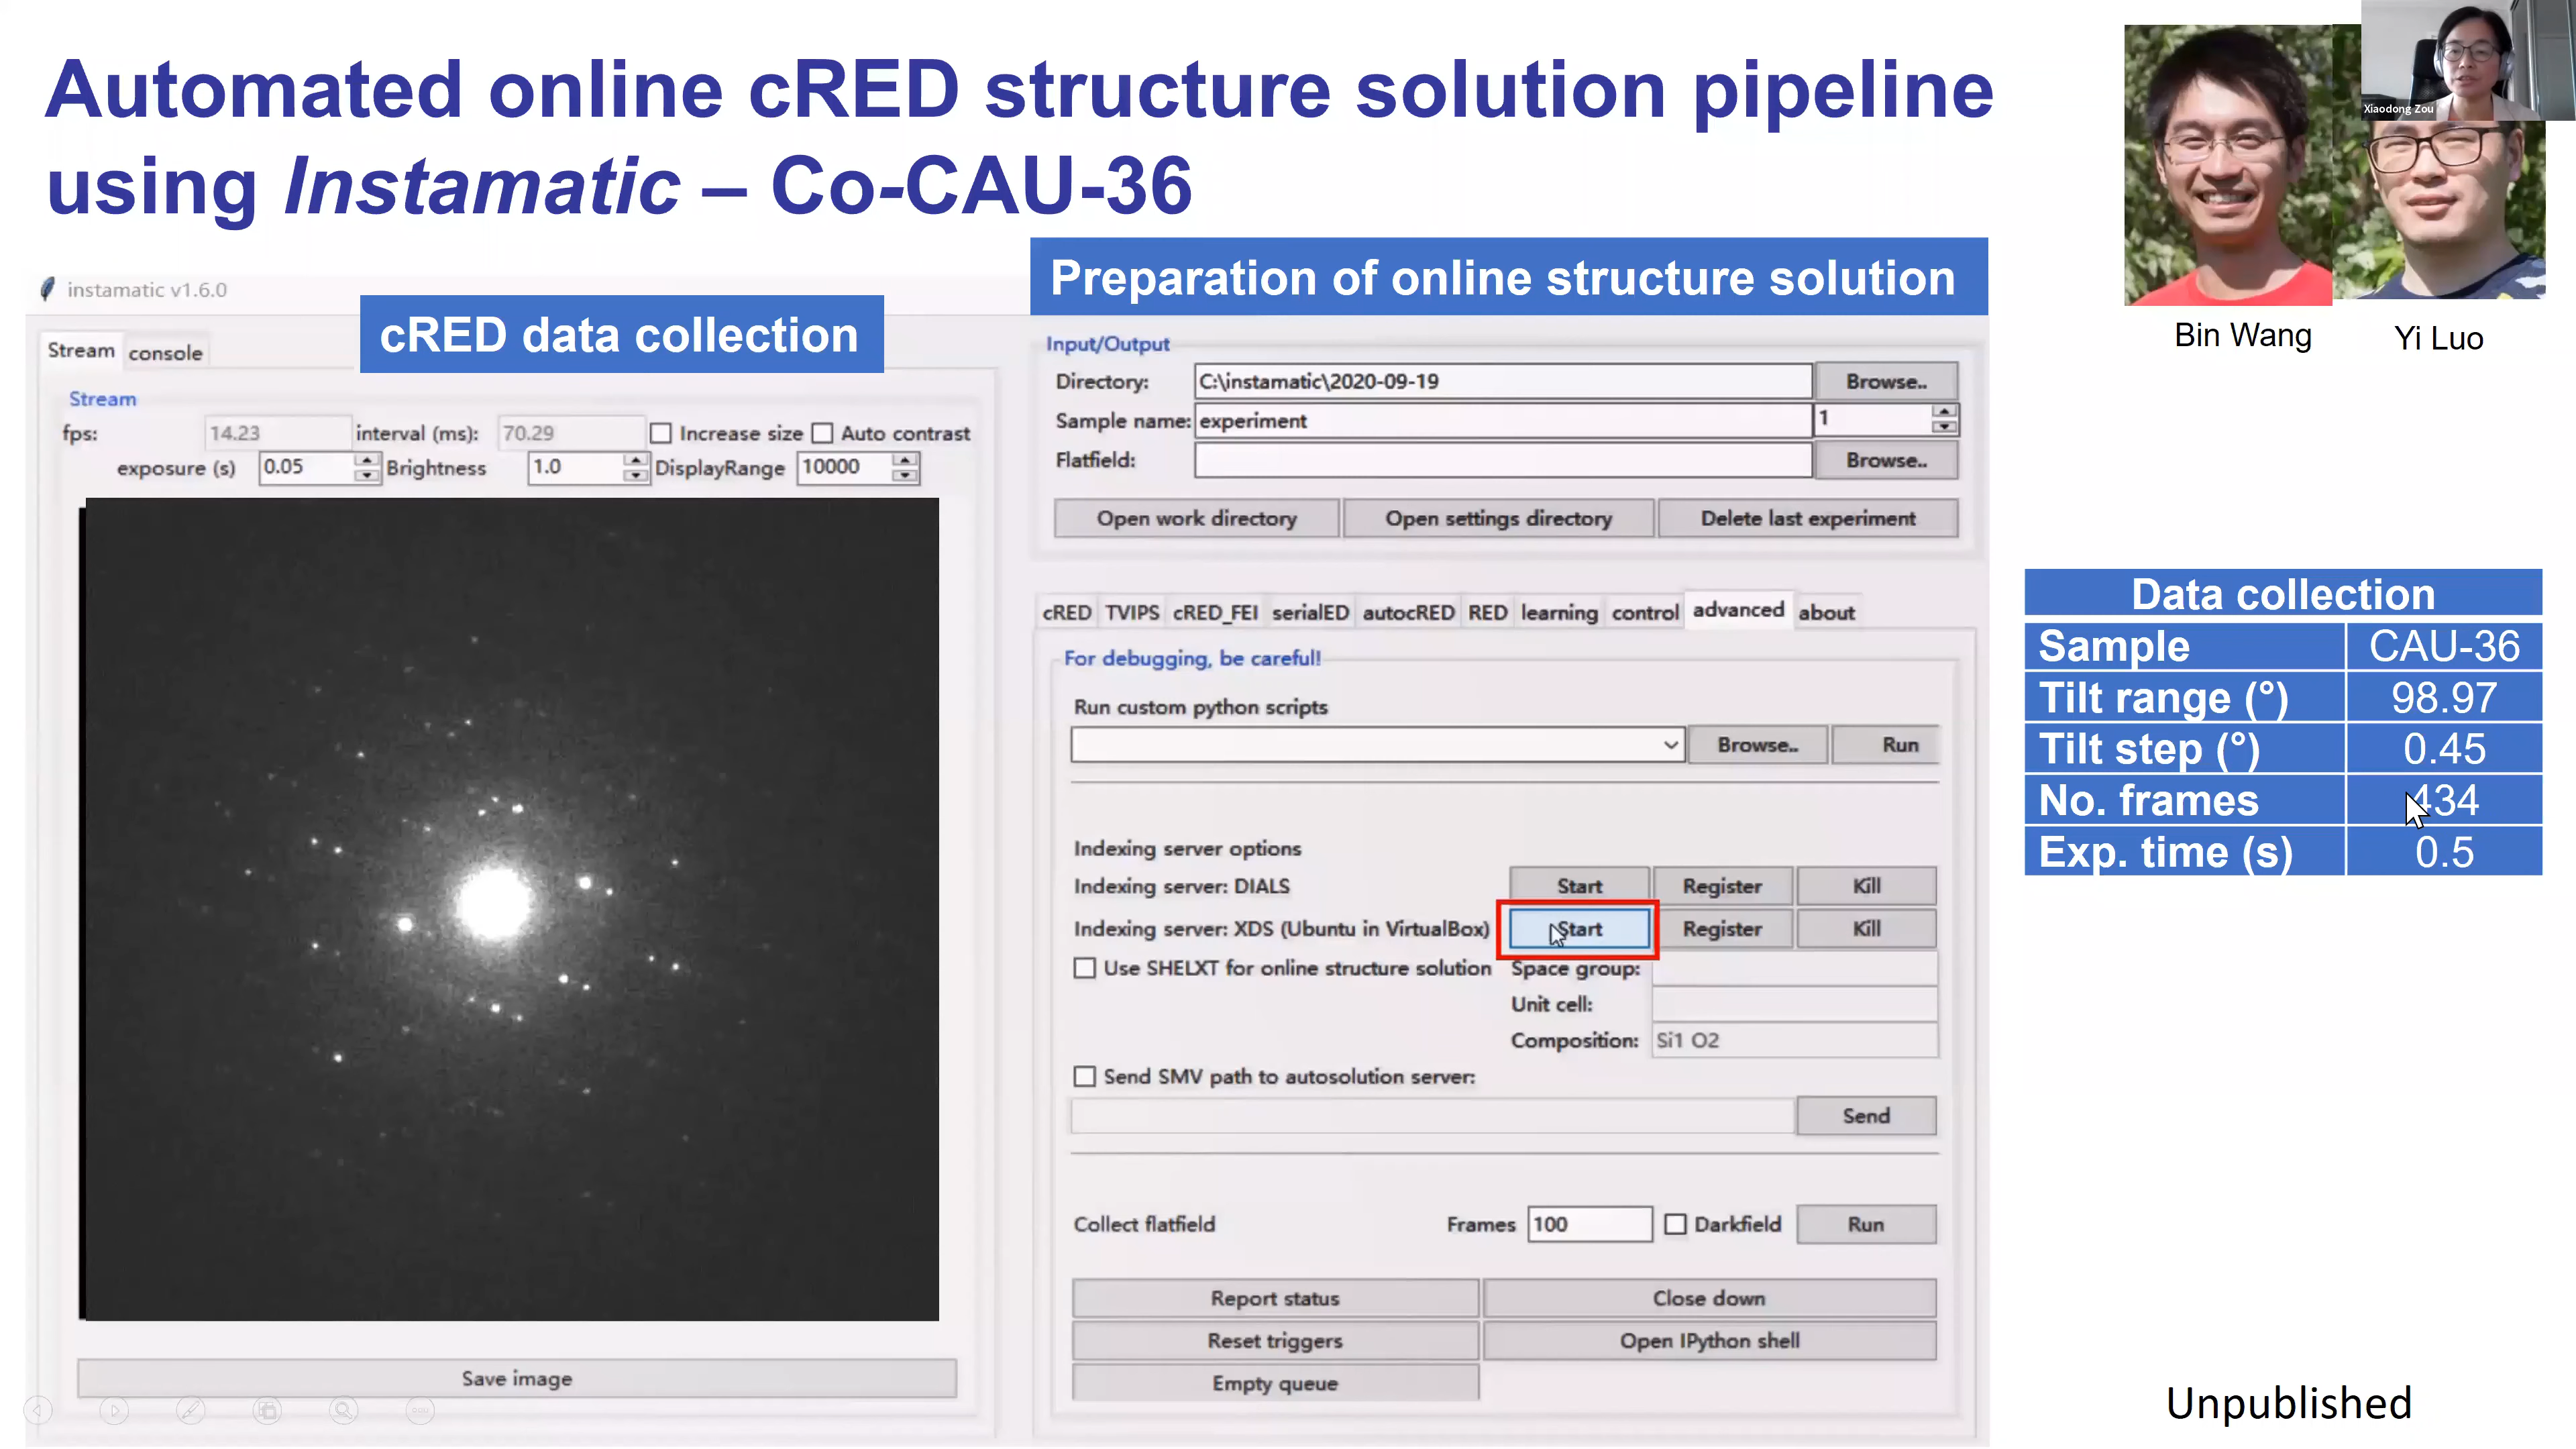 Automated online cRED structure solution pipeline
using Instamatic – Co-CAU-36
Xiaodong Zou
Bin Wang
Yi Luo
instamatic v1.6.0
cRED data collection
Preparation of online structure solution
Stream console
Stream
fps: 14.23 interval (ms): 70.29 Increase size Auto contrast
exposure (s) 0.05 Brightness 1.0 DisplayRange 10000
Save image
Input/Output
Directory: C:\instamatic\2020-09-19 Browse..
Sample name: experiment 1
Flatfield: Browse..
Open work directory Open settings directory Delete last experiment
cRED TVIPS cRED_FEI serialED autocRED RED learning control advanced about
For debugging, be careful!
Run custom python scripts
Browse.. Run
Indexing server options
Indexing server: DIALS Start Register Kill
Indexing server: XDS (Ubuntu in VirtualBox) Start Register Kill
Use SHELXT for online structure solution Space group:
Unit cell:
Composition: Si1 O2
Send SMV path to autosolution server:
Send
Collect flatfield Frames 100 Darkfield Run
Report status Close down
Reset triggers Open IPython shell
Empty queue
Data collection
Sample CAU-36
Tilt range (°) 98.97
Tilt step (°) 0.45
No. frames 434
Exp. time (s) 0.5
Unpublished